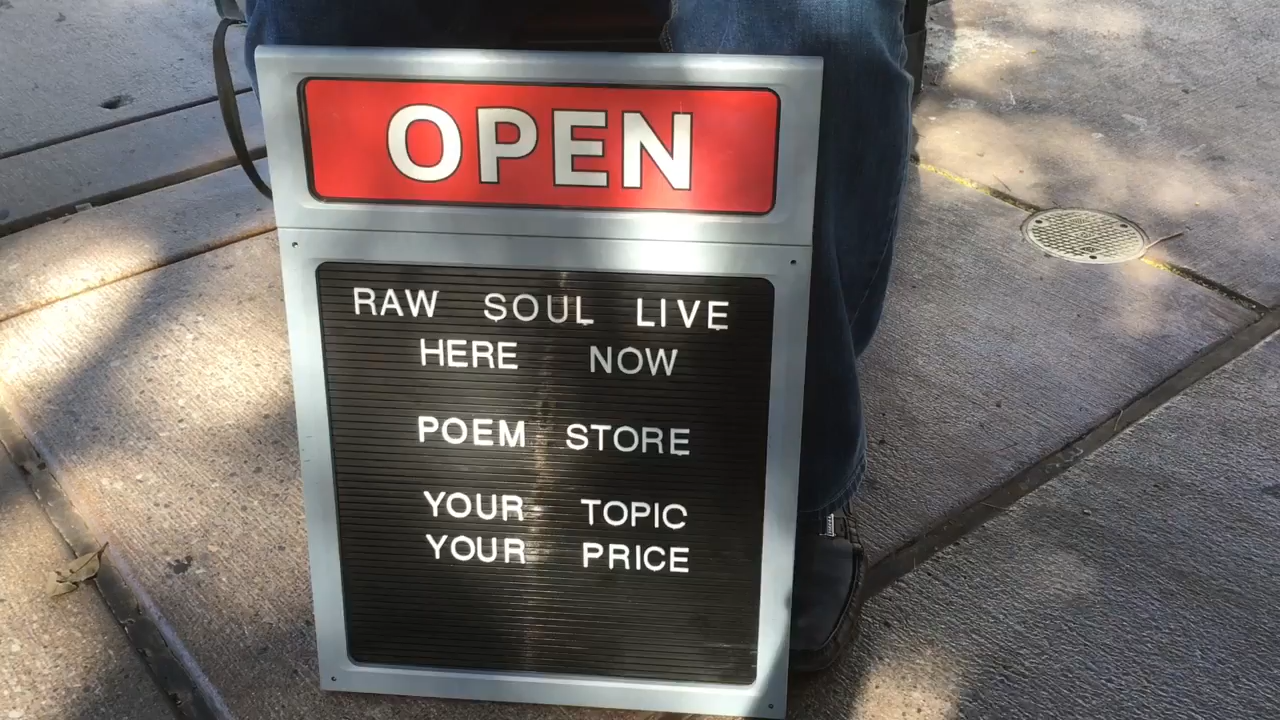 OPEN
RAW SOUL LIVE
HERE NOW
POEM STORE
YOUR TOPIC
YOUR PRICE